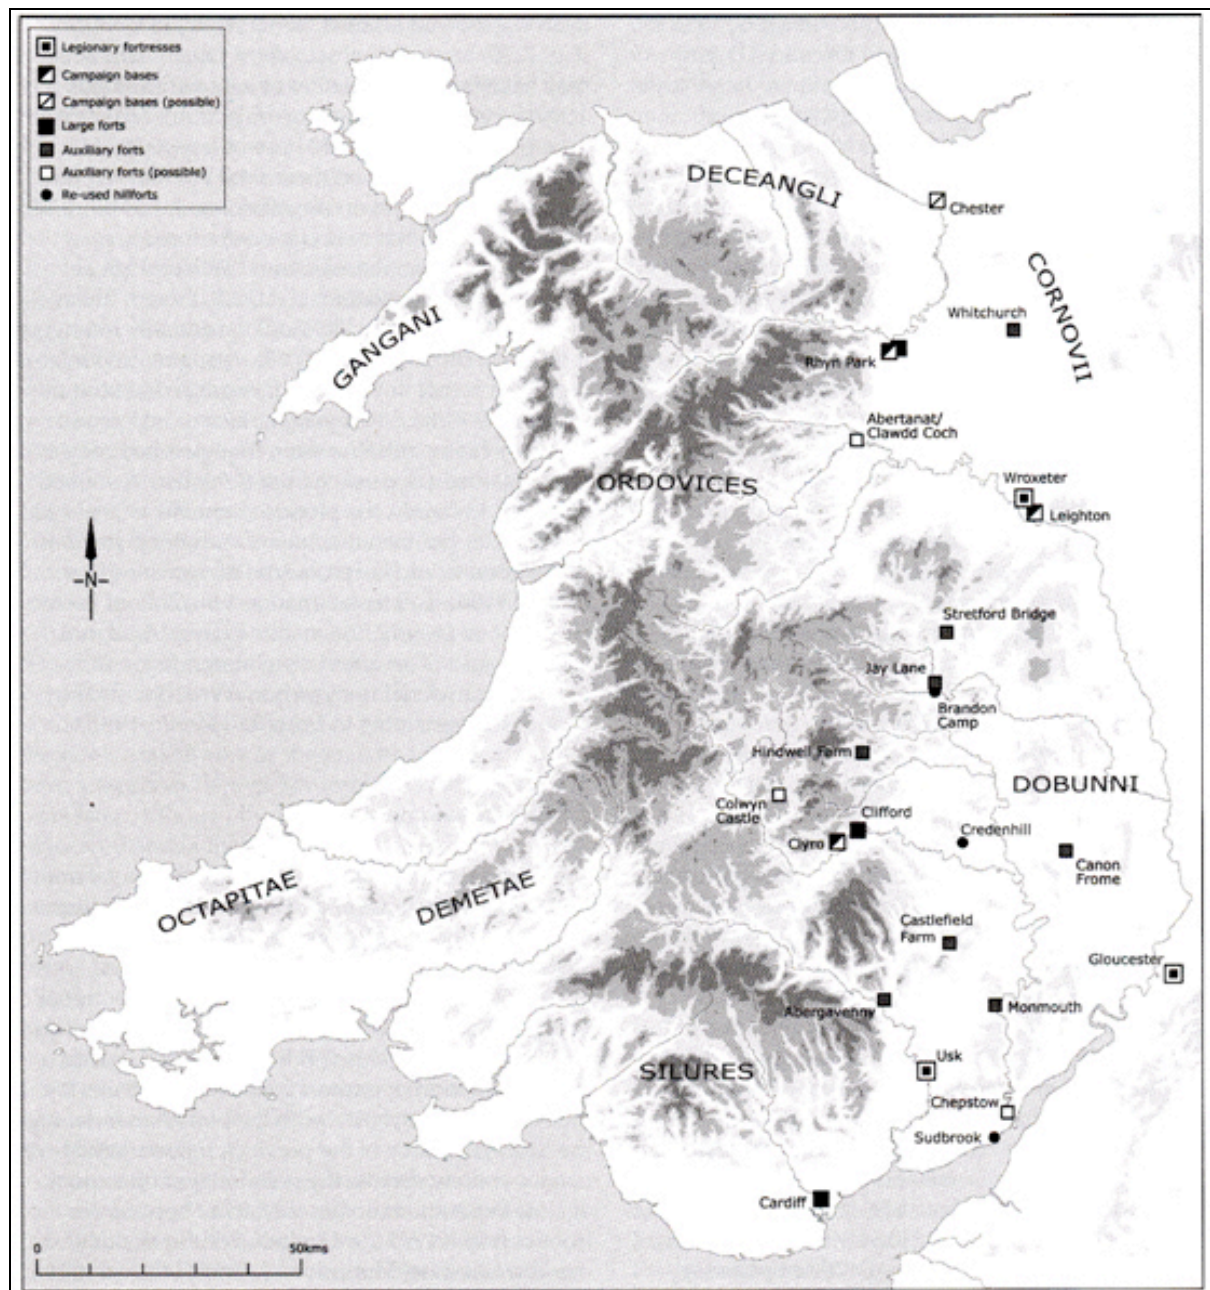 Legionary fortresses
Campaign bases
Campaign bases (possible)
Large forts
Auxiliary forts
Auxiliary forts (possible)
Re-used hillforts
DECEANGLI
Chester
CORNOVII
Whitchurch
GANGANI
Rhyn Park
Abertanat/
Clawdd Coch
ORDOVICES
Wroxeter
Leighton
-N-
Stretford Bridge
Jay Lane
Brandon
Camp
Hindwell Farm
DOBUNNI
Colwyn
Castle
Clifford
Clyro
Credenhill
Canon
Frome
OCTAPITAE
DEMETAE
Castlefield
Farm
Gloucester
Abergavenny
Monmouth
Usk
SILURES
Chepstow
Sudbrook
Cardiff
0
50kms